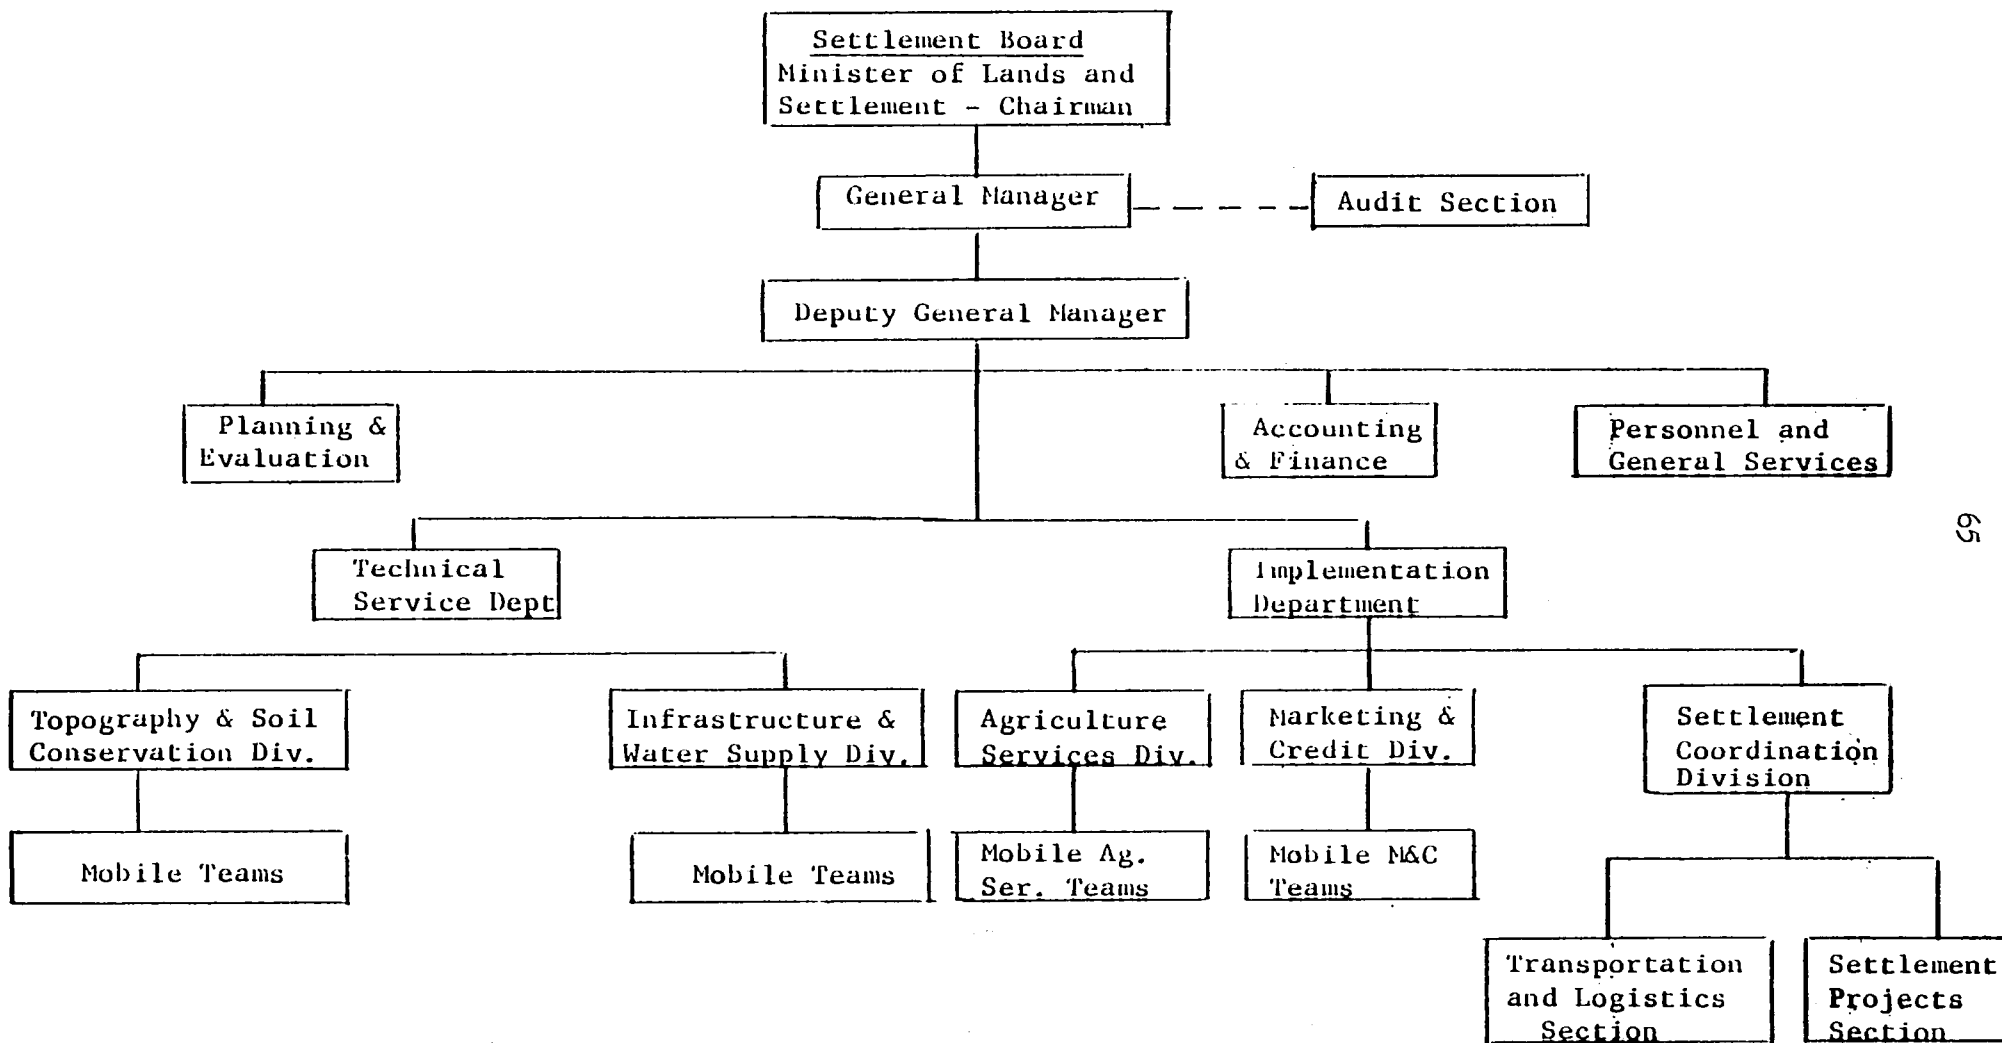 Settlement Board
Minister of Lands and
Settlement - Chairman
General Manager
Audit Section
Deputy General Manager
Planning &
Evaluation
Accounting
& Finance
Personnel and
General Services
65
Technical
Service Dept
Implementation
Department
Topography & Soil
Conservation Div.
Infrastructure &
Water Supply Div.
Agriculture
Services Div.
Marketing &
Credit Div.
Settlement
Coordination
Division
Mobile Teams
Mobile Teams
Mobile Ag.
Ser. Teams
Mobile M&C
Teams
Transportation
and Logistics
Section
Settlement
Projects
Section